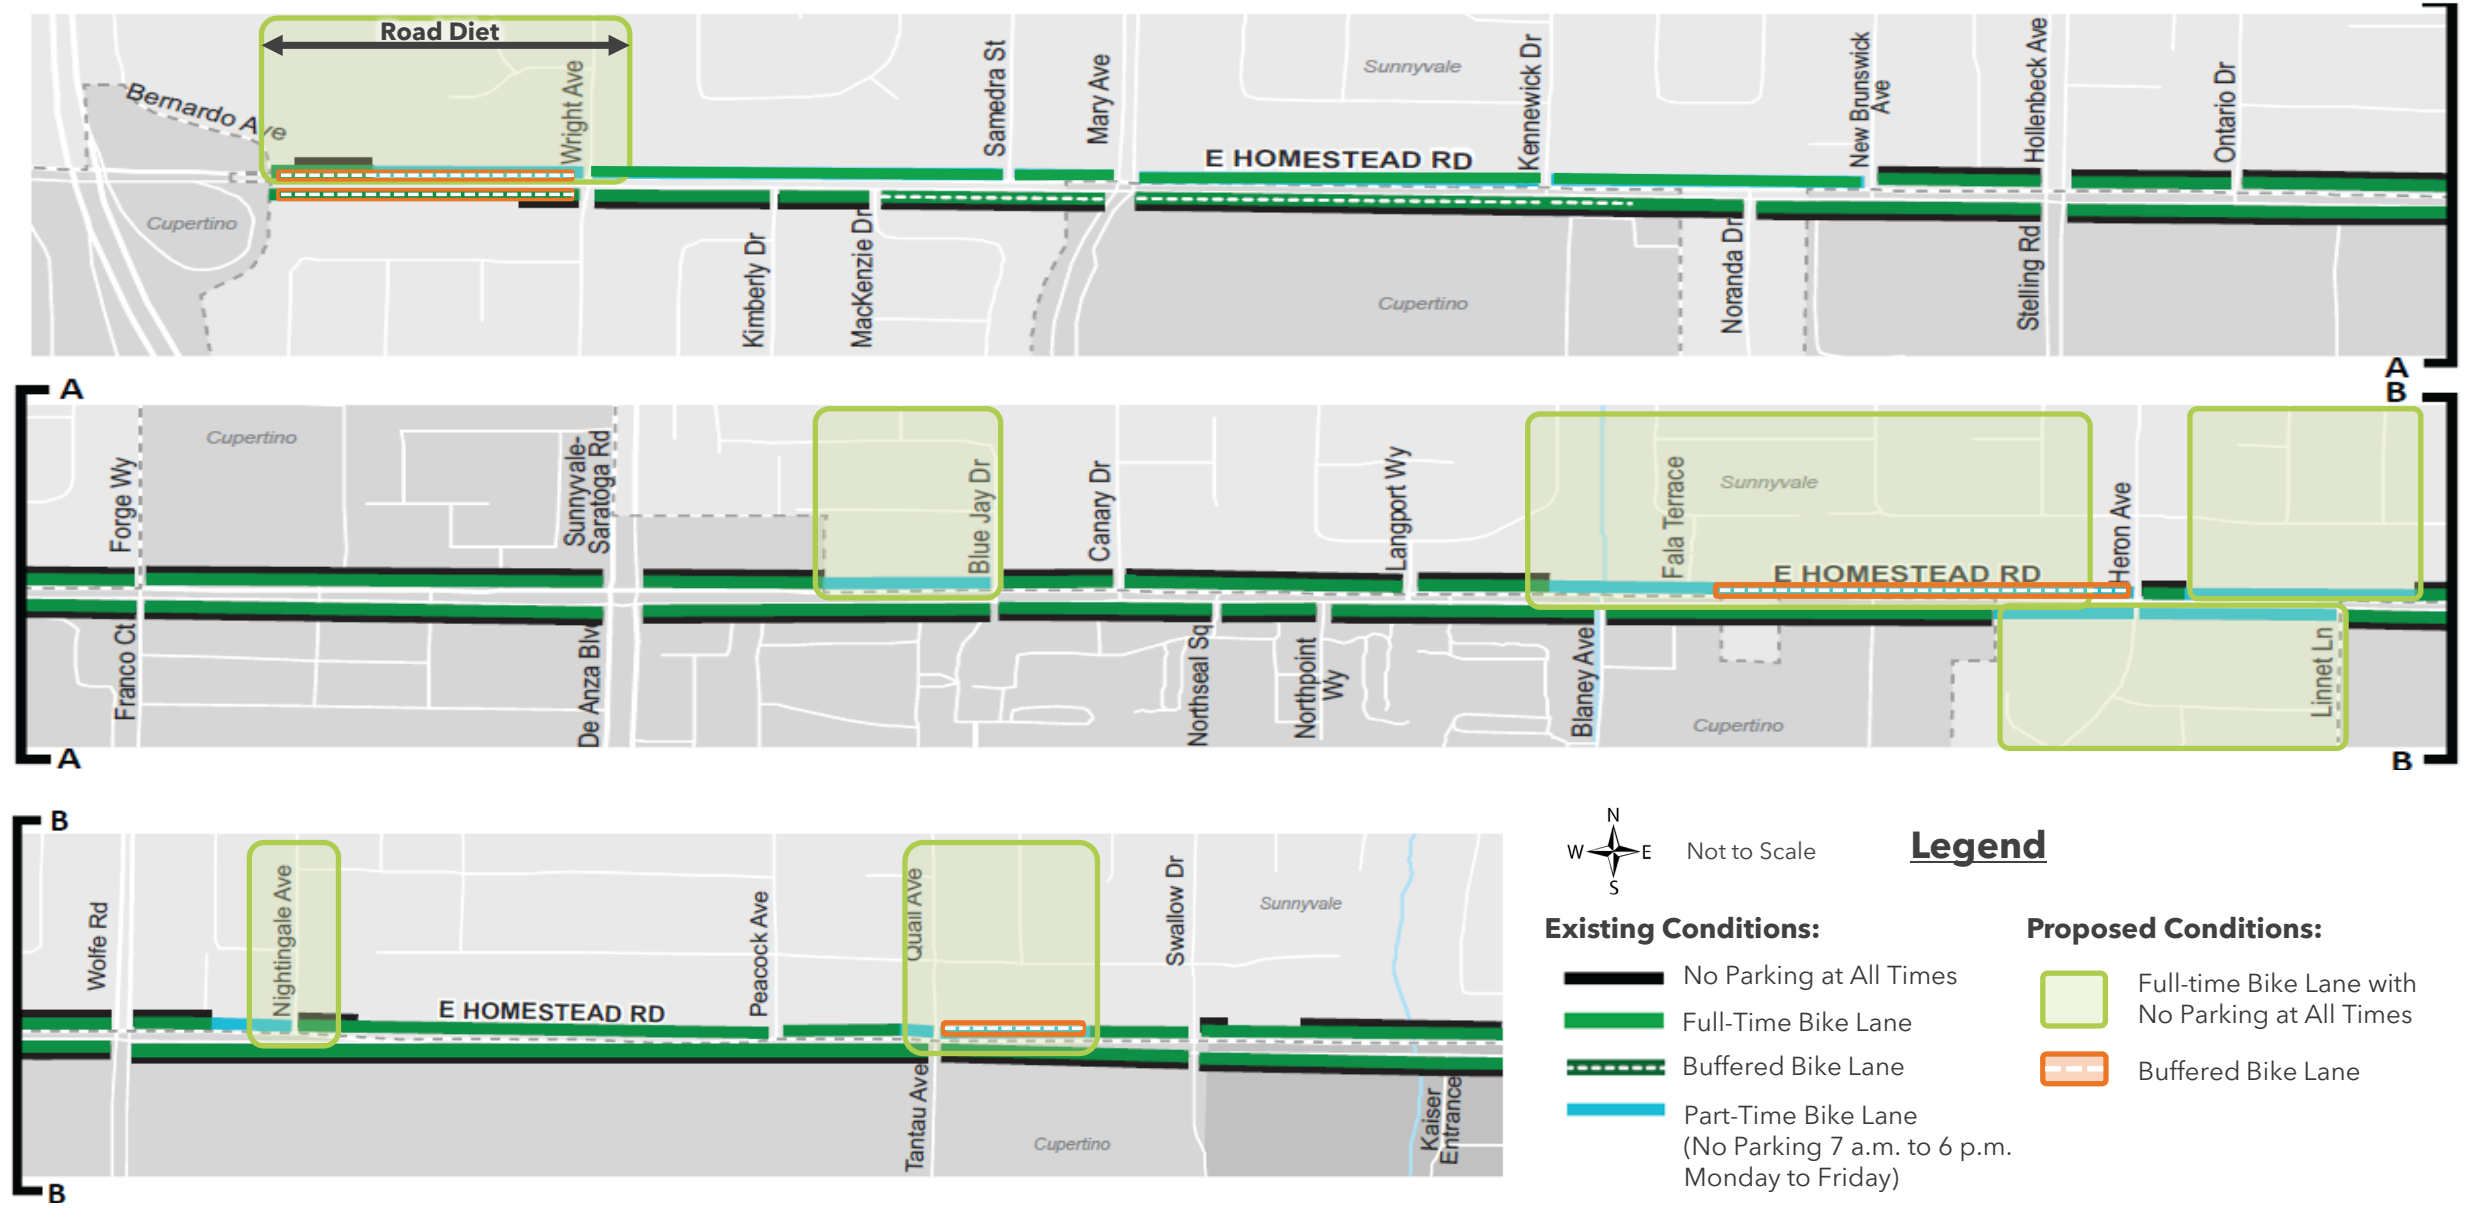 Road Diet
Bernardo Ave
Wright Ave
Samedra St
Mary Ave
Sunnyvale
Kennewick Dr
New Brunswick
Ave
Hollenbeck Ave
Ontario Dr
E HOMESTEAD RD
Cupertino
Kimberly Dr
MacKenzie Dr
Cupertino
Noranda Dr
Stelling Rd
A
A
B
Forge Wy
Cupertino
Sunnyvale-
Saratoga Rd
Blue Jay Dr
Canary Dr
Langport Wy
Fala Terrace
Sunnyvale
Heron Ave
E HOMESTEAD RD
Franco Ct
De Anza Blv
Northseal Sq
Northpoint
Wy
Blaney Ave
Cupertino
Linnet Ln
A
B
B
Wolfe Rd
Nightingale Ave
E HOMESTEAD RD
Peacock Ave
Quail Ave
Swallow Dr
Sunnyvale
Tantau Ave
Cupertino
Kaiser
Entrance
B
N
W
E
S
Not to Scale
Legend
Existing Conditions:
No Parking at All Times
Full-Time Bike Lane
Buffered Bike Lane
Part-Time Bike Lane
(No Parking 7 a.m. to 6 p.m.
Monday to Friday)
Proposed Conditions:
Full-time Bike Lane with
No Parking at All Times
Buffered Bike Lane